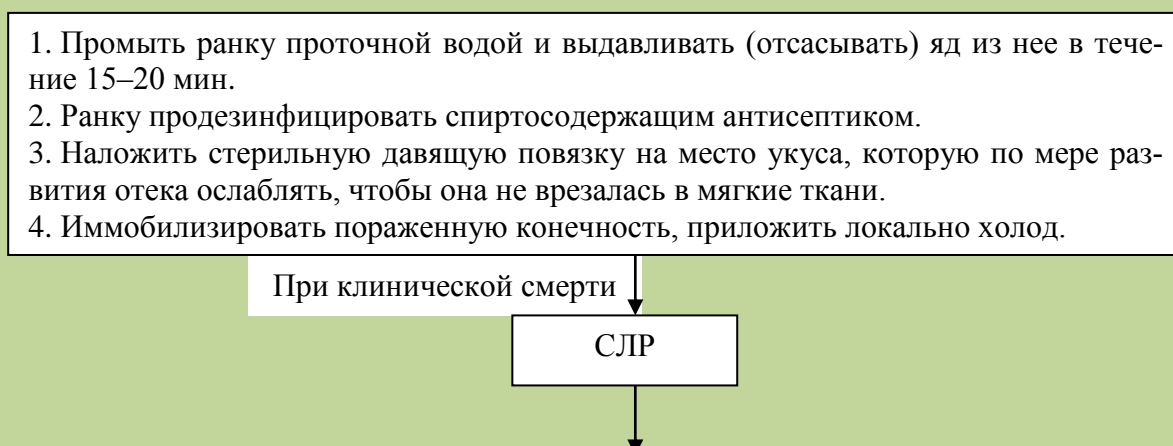 1. Промыть ранку проточной водой и выдавливать (отсасывать) яд из нее в тече-
ние 15–20 мин.
2. Ранку продезинфицировать спиртосодержащим антисептиком.
3. Наложить стерильную давящую повязку на место укуса, которую по мере раз-
вития отека ослаблять, чтобы она не врезалась в мягкие ткани.
4. Иммобилизировать пораженную конечность, приложить локально холод.
При клинической смерти
СЛР